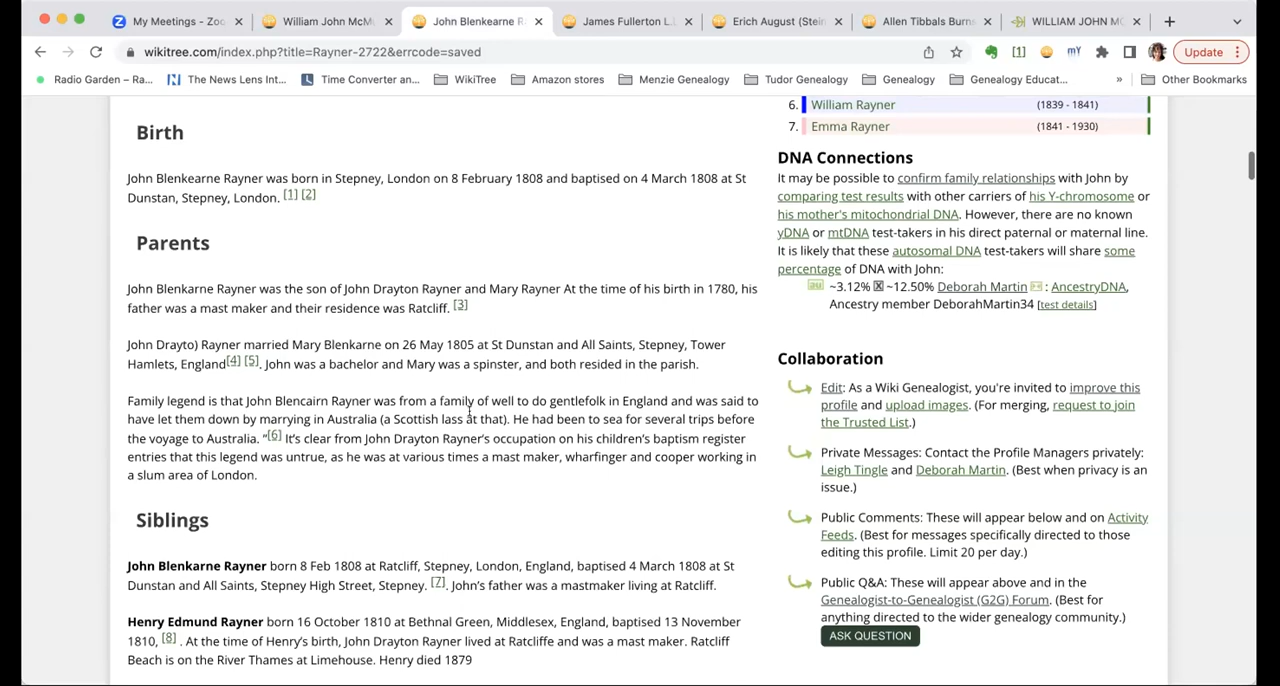 My Meetings - Zoo
William John McM
John Blenkearne R
James Fullerton L
Erich August (Stein
Allen Tibbals Burns
WILLIAM JOHN MC
wikitree.com/index.php?title=Rayner-2722&errcode=saved
Update
Radio Garden – Ra...
The News Lens Int...
Time Converter an...
WikiTree
Amazon stores
Menzie Genealogy
Tudor Genealogy
Genealogy
Genealogy Educat...
»
Other Bookmarks
Birth
John Blenkearne Rayner was born in Stepney, London on 8 February 1808 and baptised on 4 March 1808 at St
Dunstan, Stepney, London. [1] [2]
Parents
John Blenkarne Rayner was the son of John Drayton Rayner and Mary Rayner At the time of his birth in 1780, his
father was a mast maker and their residence was Ratcliff. [3]
John Drayto) Rayner married Mary Blenkarne on 26 May 1805 at St Dunstan and All Saints, Stepney, Tower
Hamlets, England[4] [5]. John was a bachelor and Mary was a spinster, and both resided in the parish.
Family legend is that John Blencairn Rayner was from a family of well to do gentlefolk in England and was said to
have let them down by marrying in Australia (a Scottish lass at that). He had been to sea for several trips before
the voyage to Australia. "[6] It's clear from John Drayton Rayner's occupation on his children's baptism register
entries that this legend was untrue, as he was at various times a mast maker, wharfinger and cooper working in
a slum area of London.
Siblings
John Blenkarne Rayner born 8 Feb 1808 at Ratcliff, Stepney, London, England, baptised 4 March 1808 at St
Dunstan and All Saints, Stepney High Street, Stepney. [7]. John's father was a mastmaker living at Ratcliff.
Henry Edmund Rayner born 16 October 1810 at Bethnal Green, Middlesex, England, baptised 13 November
1810, [8] . At the time of Henry's birth, John Drayton Rayner lived at Ratcliffe and was a mast maker. Ratcliff
Beach is on the River Thames at Limehouse. Henry died 1879
6. William Rayner (1839 - 1841)
7. Emma Rayner (1841 - 1930)
DNA Connections
It may be possible to confirm family relationships with John by
comparing test results with other carriers of his Y-chromosome or
his mother's mitochondrial DNA. However, there are no known
yDNA or mtDNA test-takers in his direct paternal or maternal line.
It is likely that these autosomal DNA test-takers will share some
percentage of DNA with John:
au ~3.12% ~12.50% Deborah Martin : AncestryDNA,
Ancestry member DeborahMartin34 [test details]
Collaboration
Edit: As a Wiki Genealogist, you're invited to improve this
profile and upload images. (For merging, request to join
the Trusted List.)
Private Messages: Contact the Profile Managers privately:
Leigh Tingle and Deborah Martin. (Best when privacy is an
issue.)
Public Comments: These will appear below and on Activity
Feeds. (Best for messages specifically directed to those
editing this profile. Limit 20 per day.)
Public Q&A: These will appear above and in the
Genealogist-to-Genealogist (G2G) Forum. (Best for
anything directed to the wider genealogy community.)
ASK QUESTION